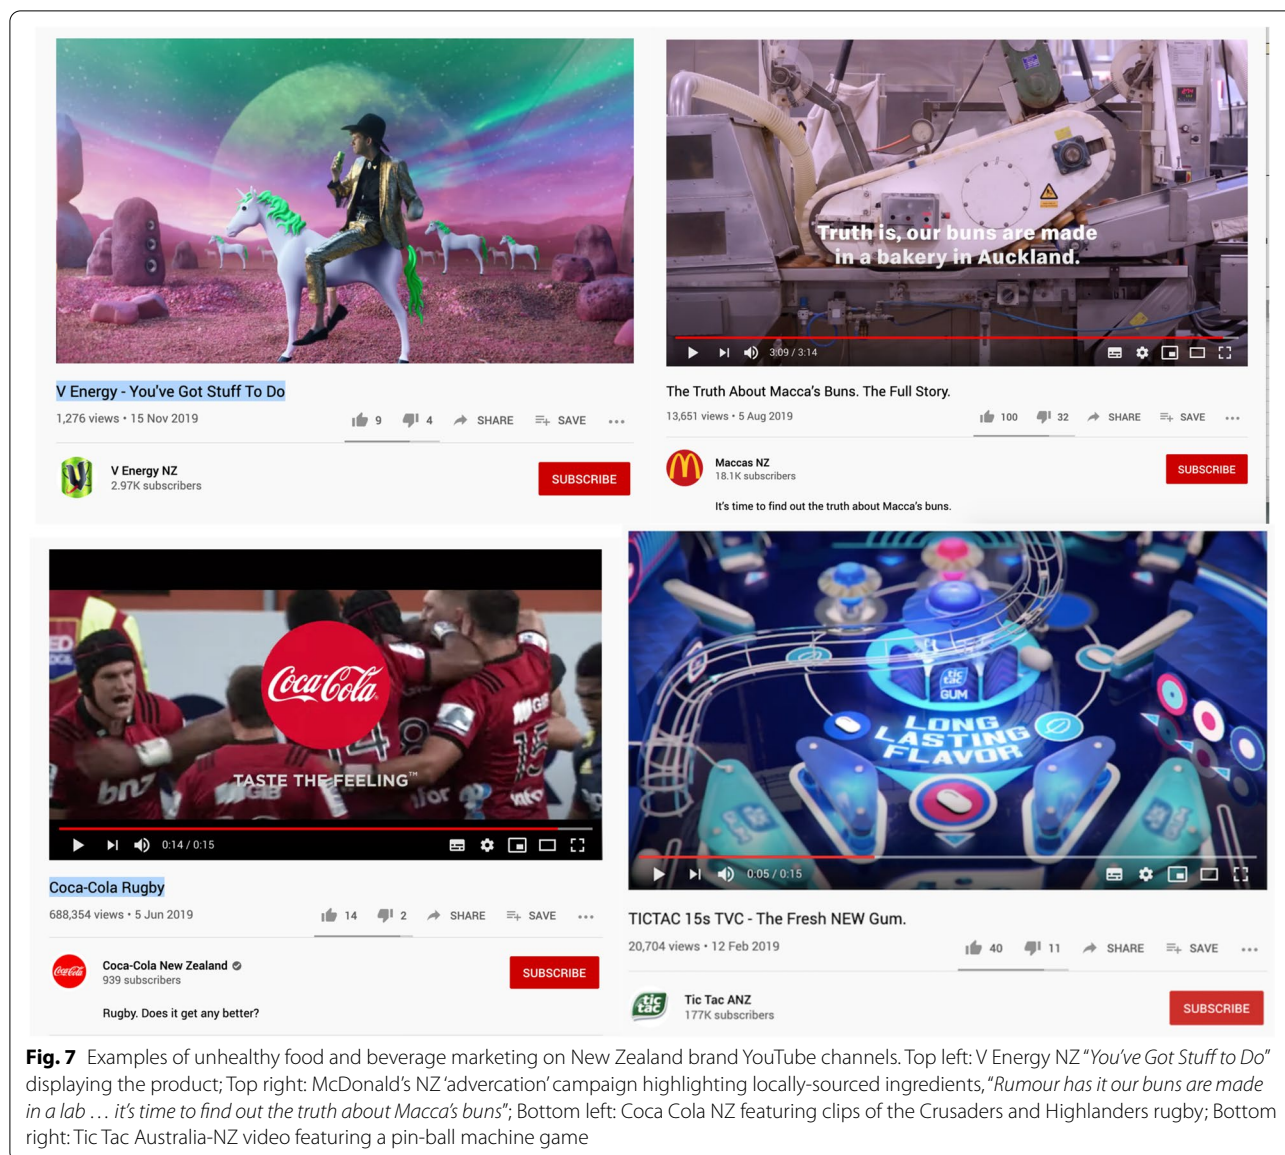 V Energy - You've Got Stuff To Do
1,276 views • 15 Nov 2019
9 4 SHARE SAVE
V Energy NZ
2.97K subscribers
SUBSCRIBE
Truth is, our buns are made
in a bakery in Auckland.
3:09 / 3:14
The Truth About Macca's Buns. The Full Story.
13,651 views • 5 Aug 2019
100 32 SHARE SAVE
Maccas NZ
18.1K subscribers
SUBSCRIBE
It's time to find out the truth about Macca's buns.
Coca-Cola
14
15
bnz
TASTE THE FEELING™
0:14 / 0:15
Coca-Cola Rugby
688,354 views • 5 Jun 2019
14 2 SHARE SAVE
Coca-Cola
Coca-Cola New Zealand
939 subscribers
SUBSCRIBE
Rugby. Does it get any better?
tic
tac
GUM
LONG
LASTING
FLAVOR
0:05 / 0:15
TICTAC 15s TVC - The Fresh NEW Gum.
20,704 views • 12 Feb 2019
40 11 SHARE SAVE
tic
tac
Tic Tac ANZ
177K subscribers
SUBSCRIBE
Fig. 7 Examples of unhealthy food and beverage marketing on New Zealand brand YouTube channels. Top left: V Energy NZ "You've Got Stuff to Do"
displaying the product; Top right: McDonald's NZ 'advercation' campaign highlighting locally-sourced ingredients, "Rumour has it our buns are made
in a lab … it's time to find out the truth about Macca's buns"; Bottom left: Coca Cola NZ featuring clips of the Crusaders and Highlanders rugby; Bottom
right: Tic Tac Australia-NZ video featuring a pin-ball machine game